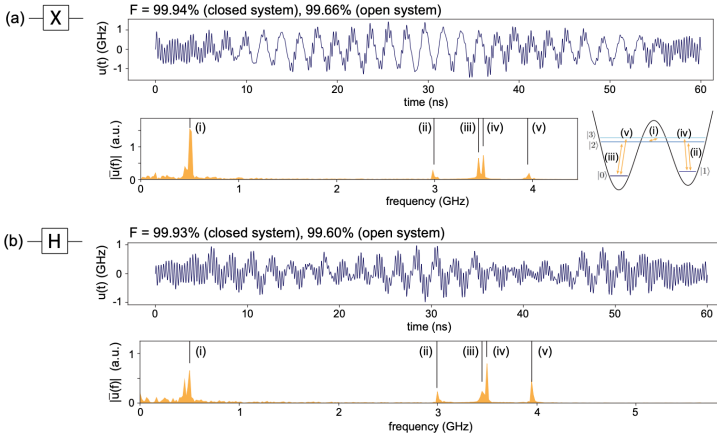 (a) X F = 99.94% (closed system), 99.66% (open system)
u(t) (GHz)
1
0
-1
0 10 20 30 40 50 60
time (ns)
|ũ(f)| (a.u.)
1
0
(i) (ii) (iii) (iv) (v)
0 1 2 3 4
frequency (GHz)
|3⟩ (v) (i) (iv)
|2⟩
(iii) (ii)
|0⟩ |1⟩
(b) H F = 99.93% (closed system), 99.60% (open system)
u(t) (GHz)
1
0
-1
0 10 20 30 40 50 60
time (ns)
|ũ(f)| (a.u.)
1
0
(i) (ii) (iii) (iv) (v)
0 1 2 3 4 5
frequency (GHz)